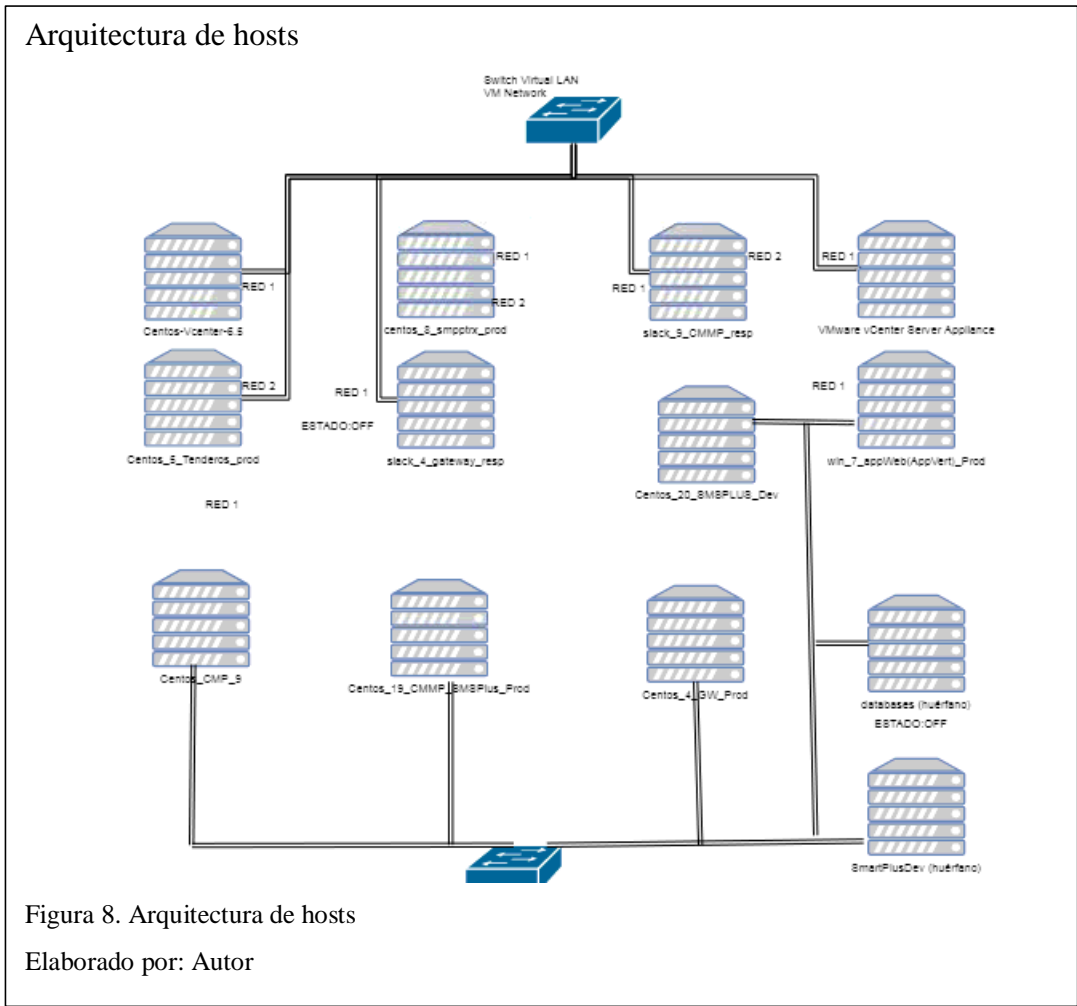 Arquitectura de hosts
Switch Virtual LAN
VM Network
RED 1
RED 2
RED 1
RED 2
RED 1
RED 1
Centos-Vcenter-6.5
centos_8_smpptrx_prod
slack_9_CMMP_resp
VMware vCenter Server Appliance
RED 2
RED 1
RED 1
ESTADO:OFF
Centos_5_Tenderos_prod
slack_4_gateway_resp
win_7_appWeb(AppVert)_Prod
Centos_20_SMSPLUS_Dev
RED 1
Centos_CMP_9
Centos_19_CMMP_SMSPlus_Prod
Centos_4_GW_Prod
databases (huérfano)
ESTADO:OFF
SmartPlusDev (huérfano)
Figura 8. Arquitectura de hosts
Elaborado por: Autor